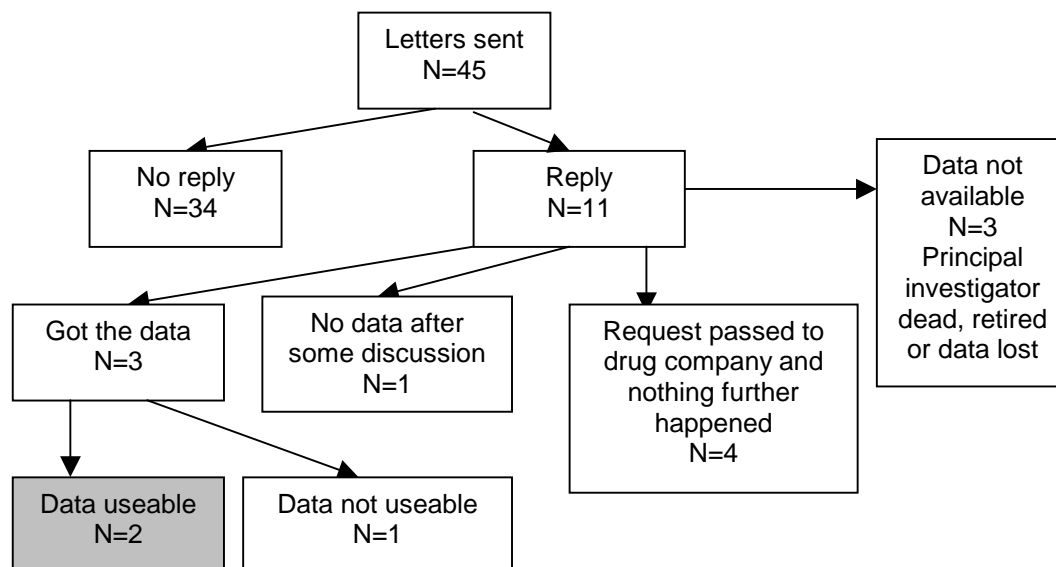 Letters sent
N=45
No reply
N=34
Reply
N=11
Data not
available
N=3
Principal
investigator
dead, retired
or data lost
Got the data
N=3
No data after
some discussion
N=1
Request passed to
drug company and
nothing further
happened
N=4
Data useable
N=2
Data not useable
N=1